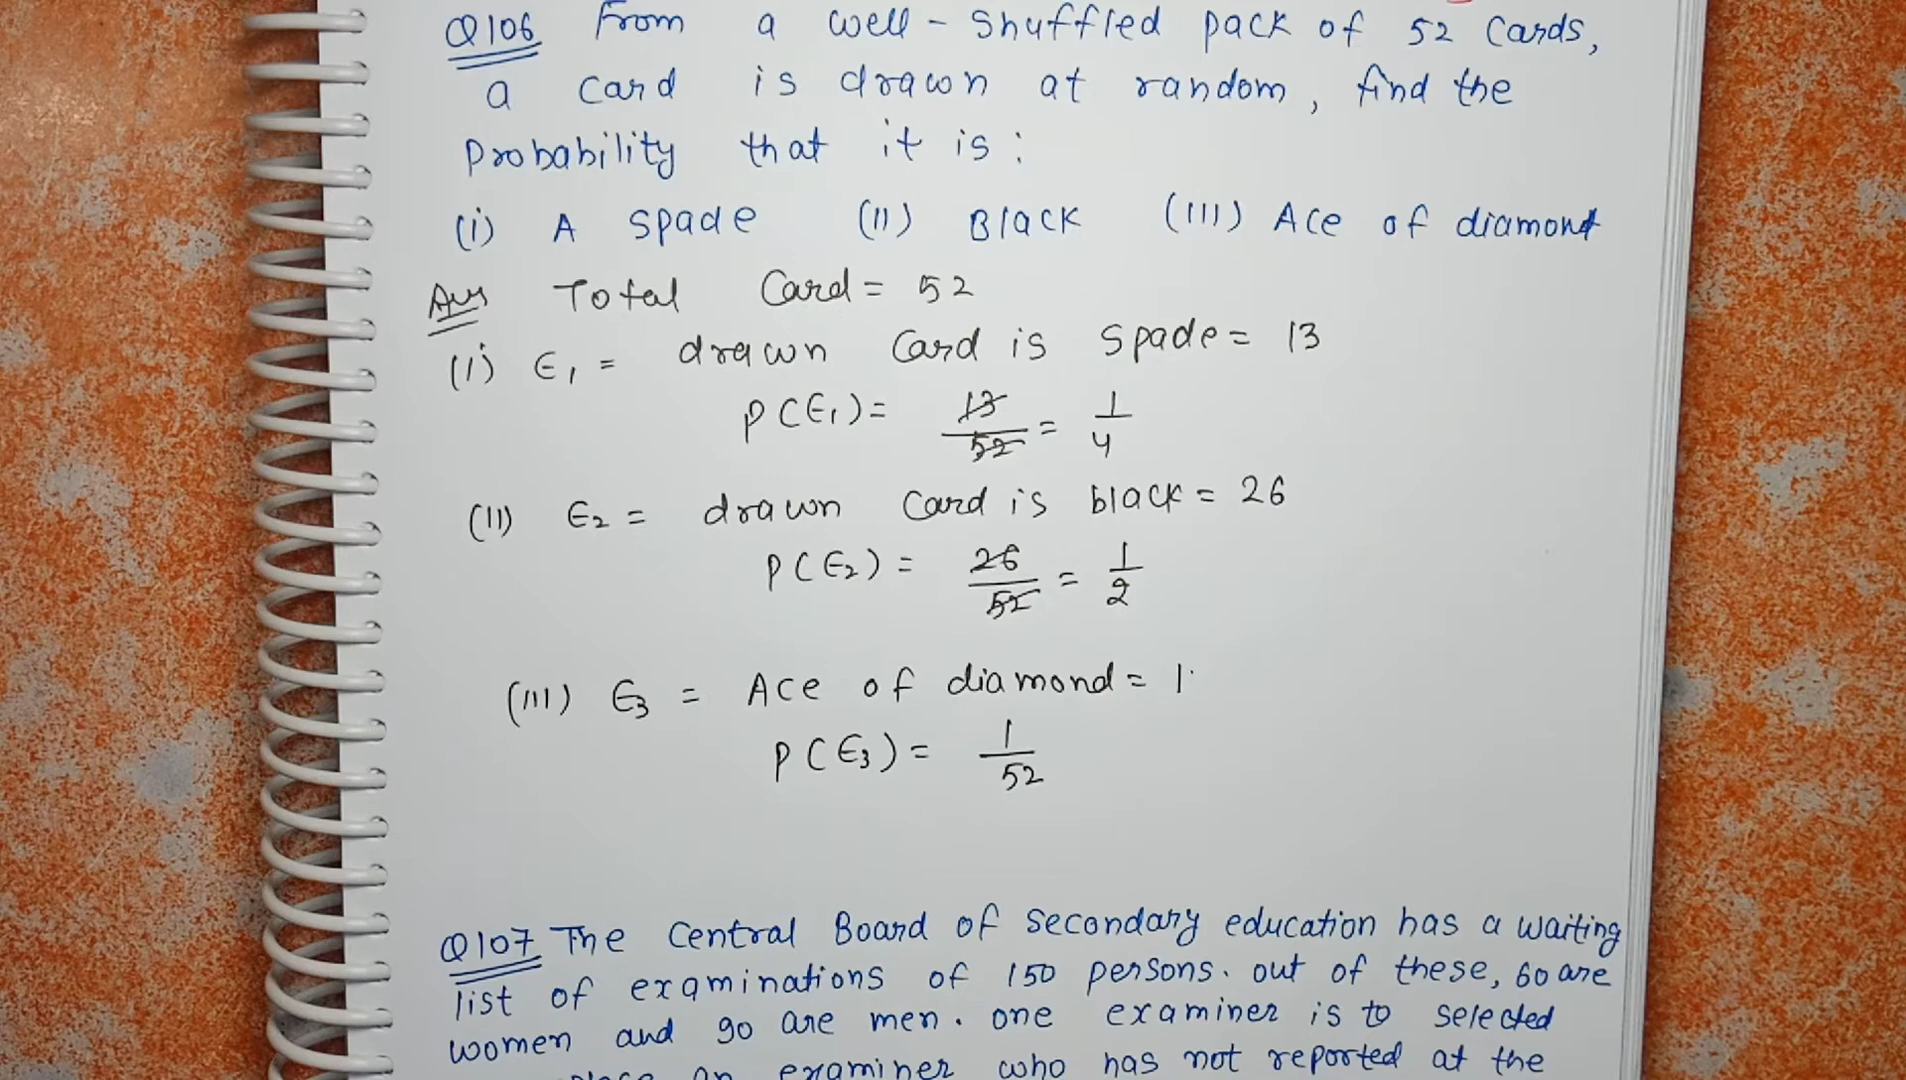 Q106 From a well-shuffled pack of 52 cards,
a card is drawn at random, find the
probability that it is:
(i) A spade (ii) Black (iii) Ace of diamond
Ans Total Card = 52
(i) E₁ = drawn Card is spade = 13
P(E₁) = 13/52 = 1/4
(ii) E₂ = drawn Card is black = 26
P(E₂) = 26/52 = 1/2
(iii) E₃ = Ace of diamond = 1
P(E₃) = 1/52
Q107 The Central Board of secondary education has a waiting
list of examinations of 150 persons. out of these, 60 are
women and 90 are men. one examiner is to selected
place an examiner who has not reported at the